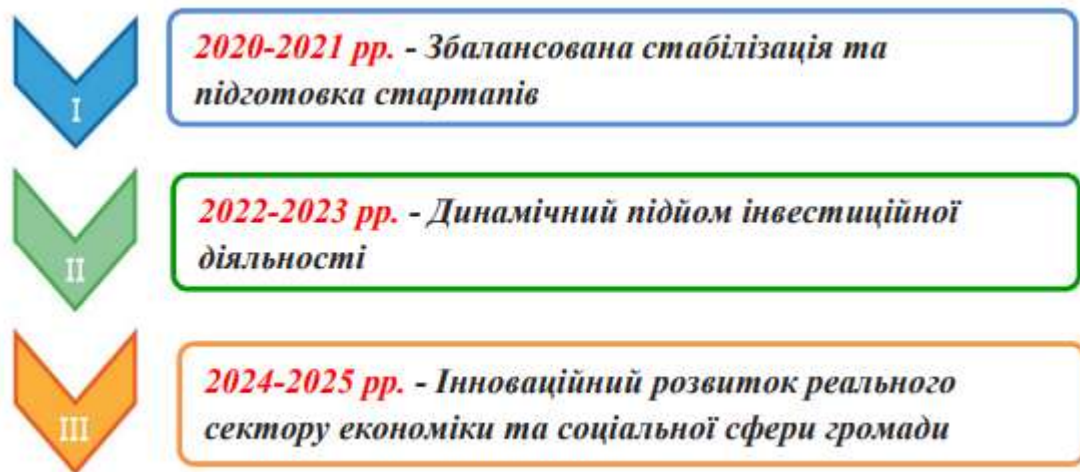 I
2020-2021 рр. - Збалансована стабілізація та
підготовка стартапів
II
2022-2023 рр. - Динамічний підйом інвестиційної
діяльності
III
2024-2025 рр. - Інноваційний розвиток реального
сектору економіки та соціальної сфери громади